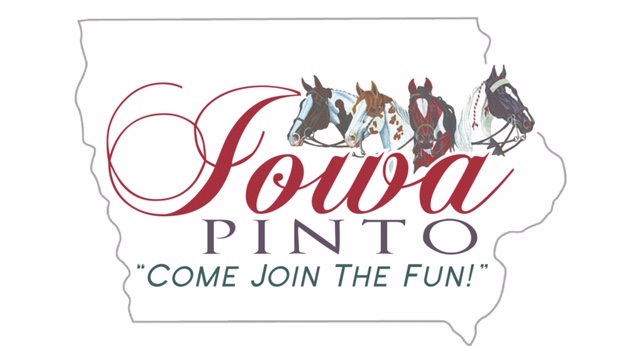 Iowa
PINTO
"COME JOIN THE FUN!"